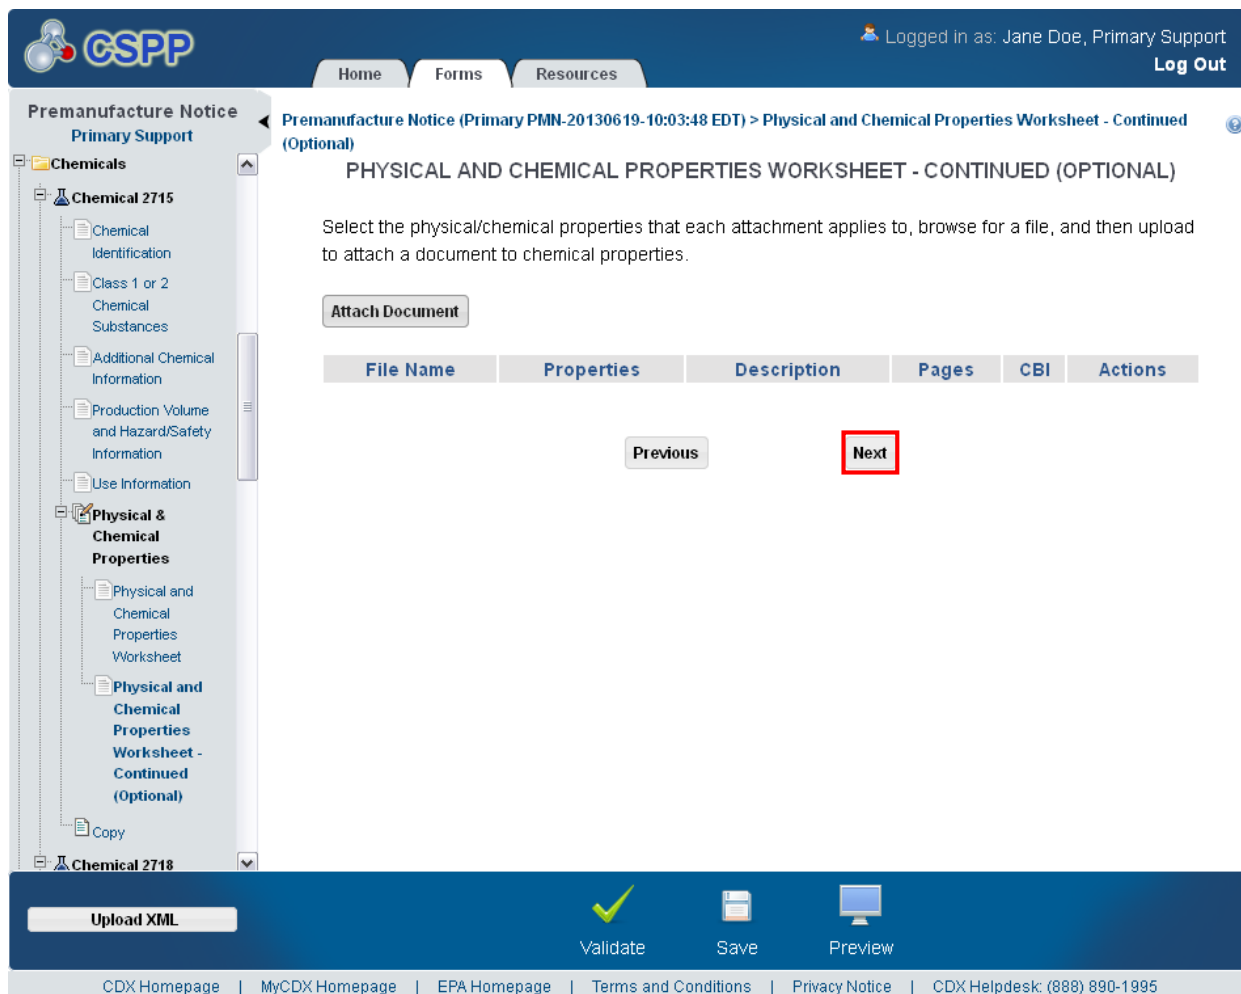 CSPP
Logged in as: Jane Doe, Primary Support
Log Out
Home
Forms
Resources
Premanufacture Notice
Primary Support
Chemicals
Chemical 2715
Chemical
Identification
Class 1 or 2
Chemical
Substances
Additional Chemical
Information
Production Volume
and Hazard/Safety
Information
Use Information
Physical &
Chemical
Properties
Physical and
Chemical
Properties
Worksheet
Physical and
Chemical
Properties
Worksheet -
Continued
(Optional)
Copy
Chemical 2718
Premanufacture Notice (Primary PMN-20130619-10:03:48 EDT) > Physical and Chemical Properties Worksheet - Continued
(Optional)
PHYSICAL AND CHEMICAL PROPERTIES WORKSHEET - CONTINUED (OPTIONAL)
Select the physical/chemical properties that each attachment applies to, browse for a file, and then upload
to attach a document to chemical properties.
Attach Document
File Name Properties Description Pages CBI Actions
Previous Next
Upload XML
Validate Save Preview
CDX Homepage | MyCDX Homepage | EPA Homepage | Terms and Conditions | Privacy Notice | CDX Helpdesk: (888) 890-1995